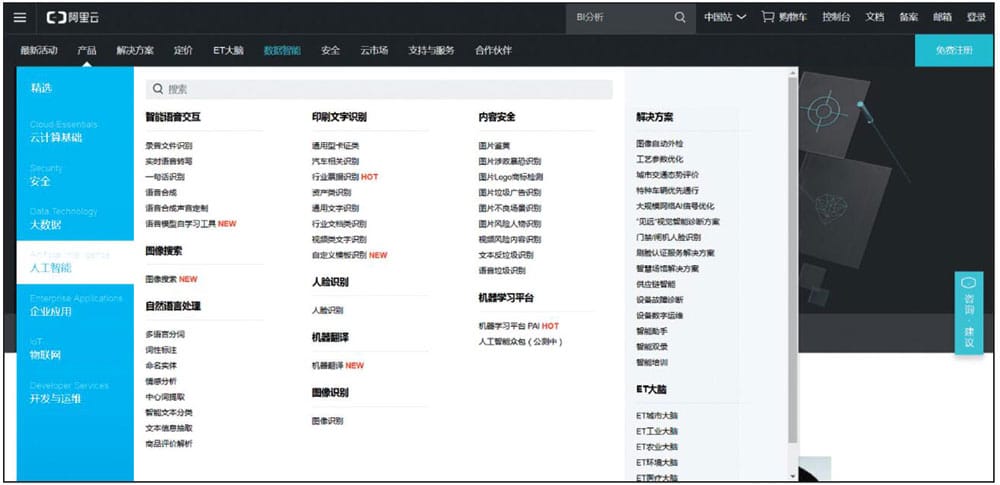 阿里云
BI分析
中国站
购物车
控制台
文档
备案
邮箱
登录
最新活动
产品
解决方案
定价
ET大脑
数据智能
安全
云市场
支持与服务
合作伙伴
免费注册
精选
Cloud Essentials
云计算基础
Security
安全
Data Technology
大数据
Artificial Intelligence
人工智能
Enterprise Applications
企业应用
IoT
物联网
Developer Services
开发与运维
搜索
智能语音交互
录音文件识别
实时语音转写
一句话识别
语音合成
语音合成声音定制
语音模型自学习工具 NEW
图像搜索
图像搜索 NEW
自然语言处理
多语言分词
词性标注
命名实体
情感分析
中心词提取
智能文本分类
文本信息抽取
商品评价解析
印刷文字识别
通用型卡证类
汽车相关识别
行业票据识别 HOT
资产类识别
通用文字识别
行业文档类识别
视频类文字识别
自定义模板识别 NEW
人脸识别
人脸识别
机器翻译
机器翻译 NEW
图像识别
图像识别
内容安全
图片鉴黄
图片涉政暴恐识别
图片Logo商标检测
图片垃圾广告识别
图片不良场景识别
图片风险人物识别
视频风险内容识别
文本反垃圾识别
语音垃圾识别
机器学习平台
机器学习平台 PAI HOT
人工智能众包（公测中）
解决方案
图像自动外检
工艺参数优化
城市交通态势评价
特种车辆优先通行
大规模网络AI信号优化
“见远”视觉智能诊断方案
门禁/闸机人脸识别
刷脸认证服务解决方案
智慧场馆解决方案
供应链智能
设备故障诊断
设备数字运维
智能助手
智能双录
智能培训
ET大脑
ET城市大脑
ET工业大脑
ET农业大脑
ET环境大脑
ET医疗大脑
咨询·建议